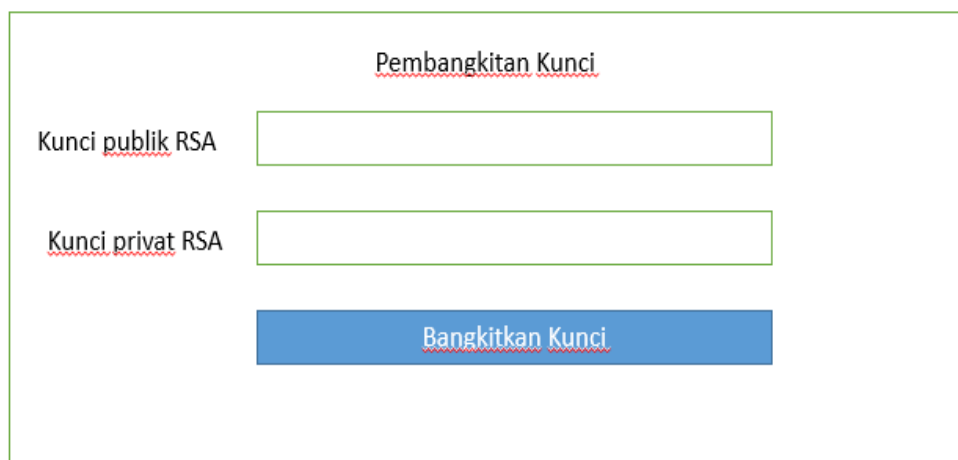 Pembangkitan Kunci
Kunci publik RSA
Kunci privat RSA
Bangkitkan Kunci